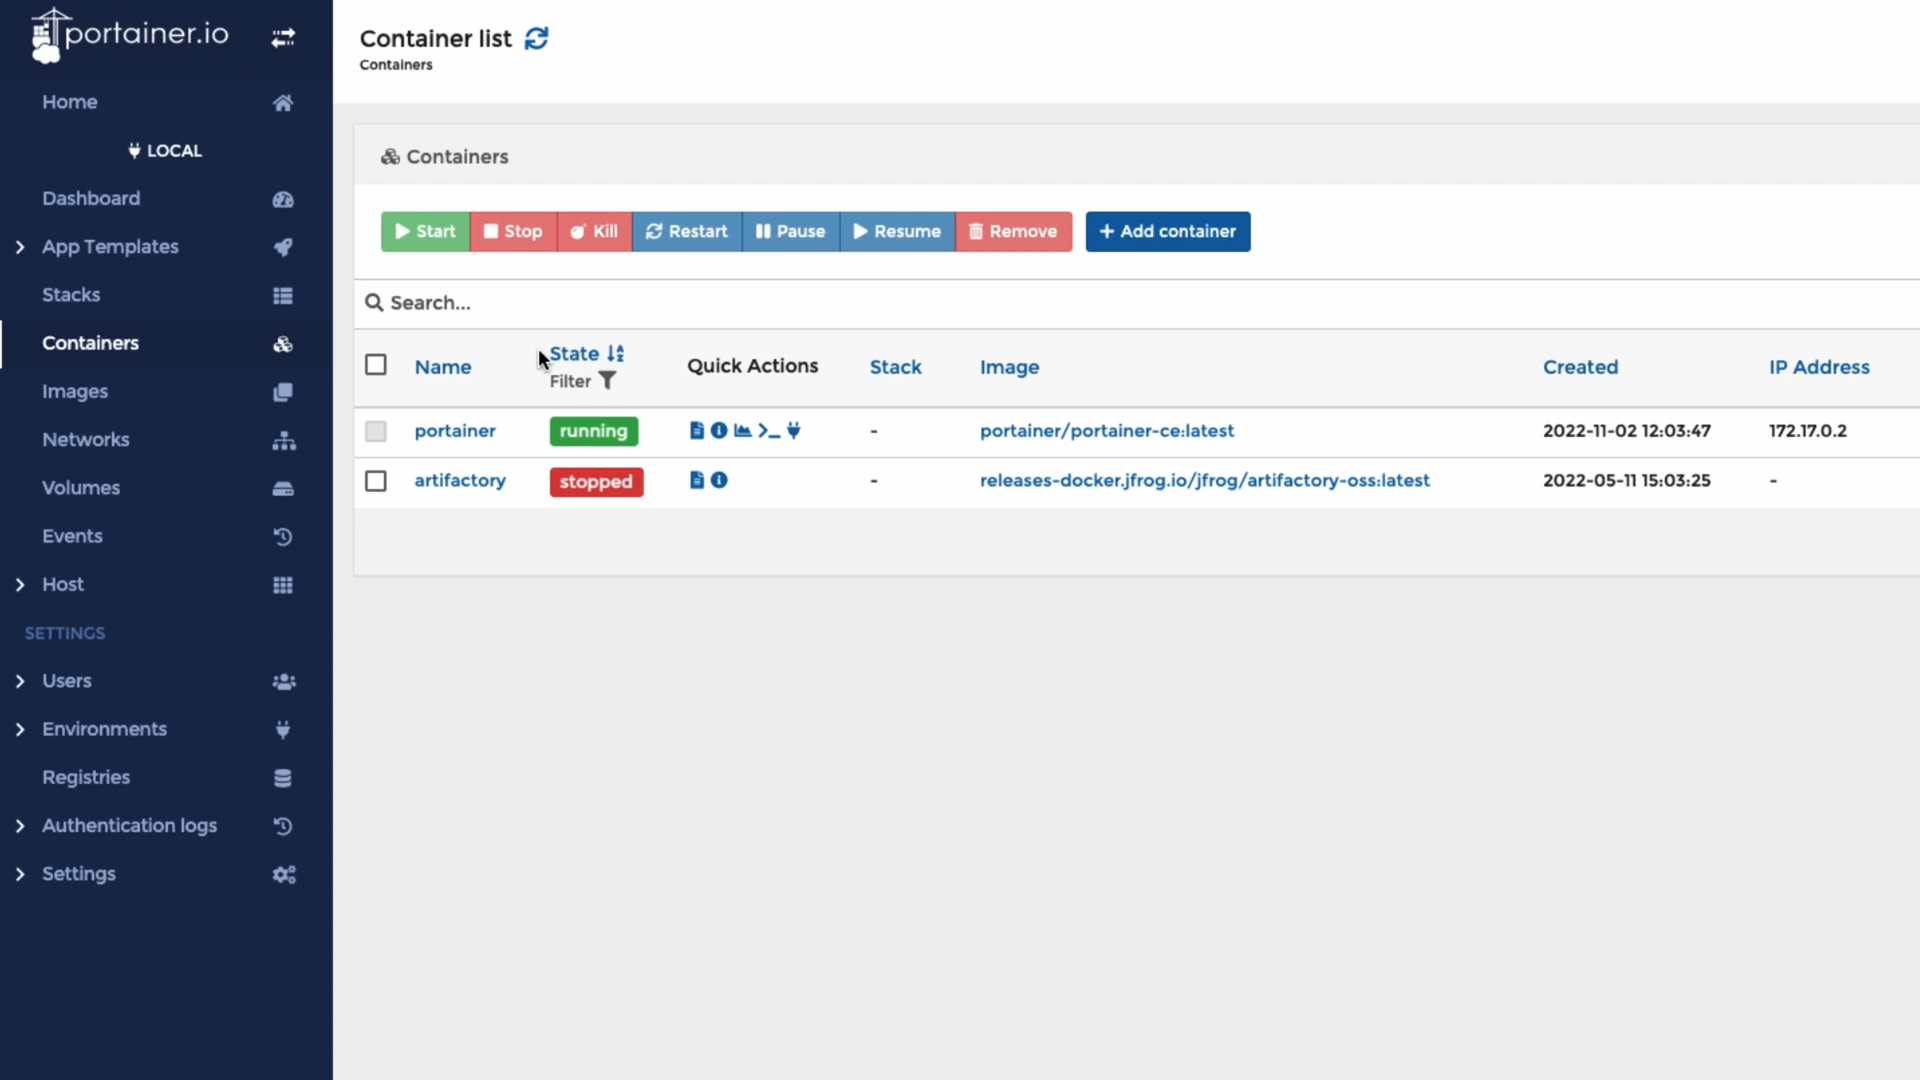 portainer.io
Home
LOCAL
Dashboard
App Templates
Stacks
Containers
Images
Networks
Volumes
Events
Host
SETTINGS
Users
Environments
Registries
Authentication logs
Settings
Container list
Containers
Containers
Start Stop Kill Restart Pause Resume Remove + Add container
Search...
Name State Filter Quick Actions Stack Image Created IP Address
portainer running - portainer/portainer-ce:latest 2022-11-02 12:03:47 172.17.0.2
artifactory stopped - releases-docker.jfrog.io/jfrog/artifactory-oss:latest 2022-05-11 15:03:25 -